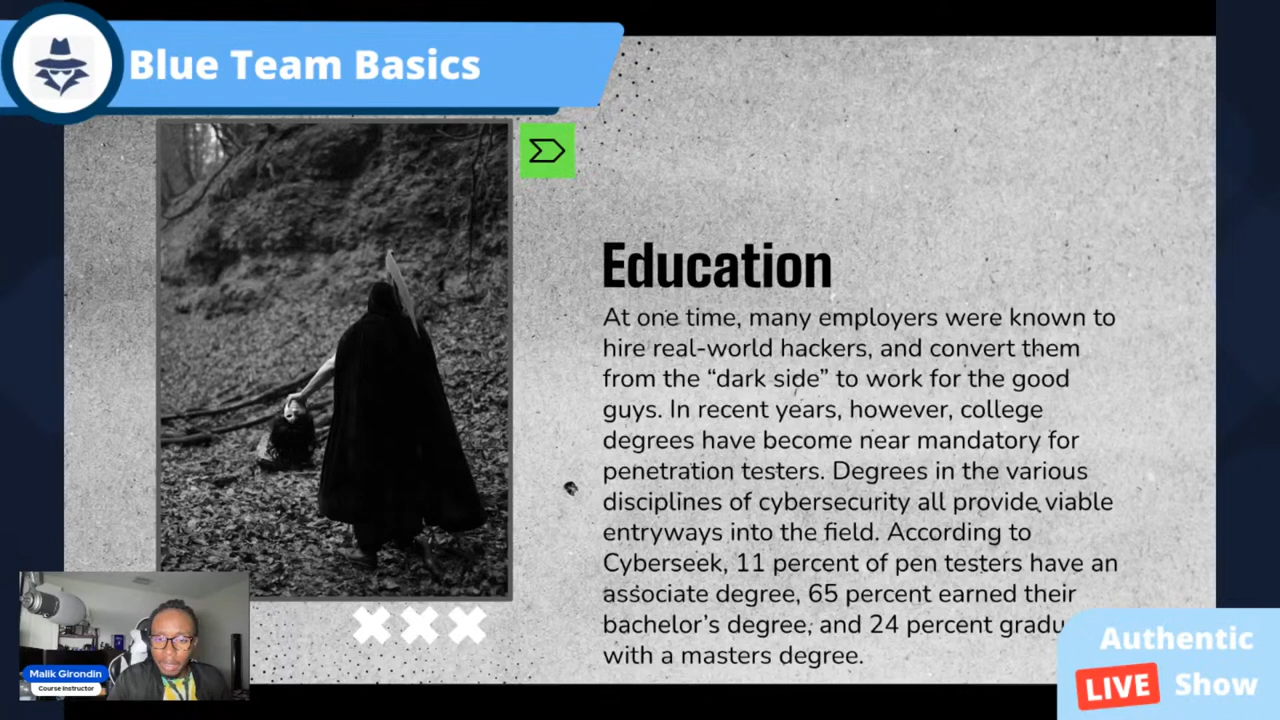 Blue Team Basics
Education
At one time, many employers were known to
hire real-world hackers, and convert them
from the “dark side” to work for the good
guys. In recent years, however, college
degrees have become near mandatory for
penetration testers. Degrees in the various
disciplines of cybersecurity all provide viable
entryways into the field. According to
Cyberseek, 11 percent of pen testers have an
associate degree, 65 percent earned their
bachelor’s degree, and 24 percent gradu
with a masters degree.
Malik Girondin
Course Instructor
Authentic
LIVE Show